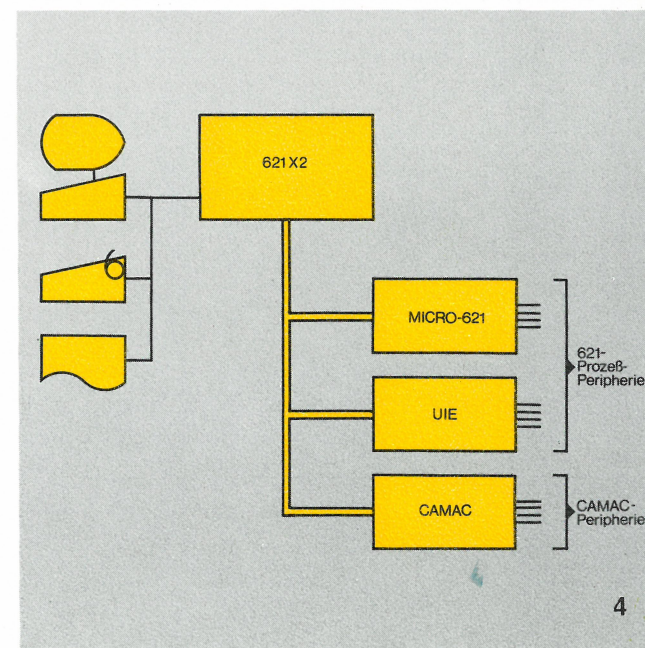 621X2
MICRO-621
UIE
621-
Prozeß-
Peripherie
CAMAC
CAMAC-
Peripherie
4